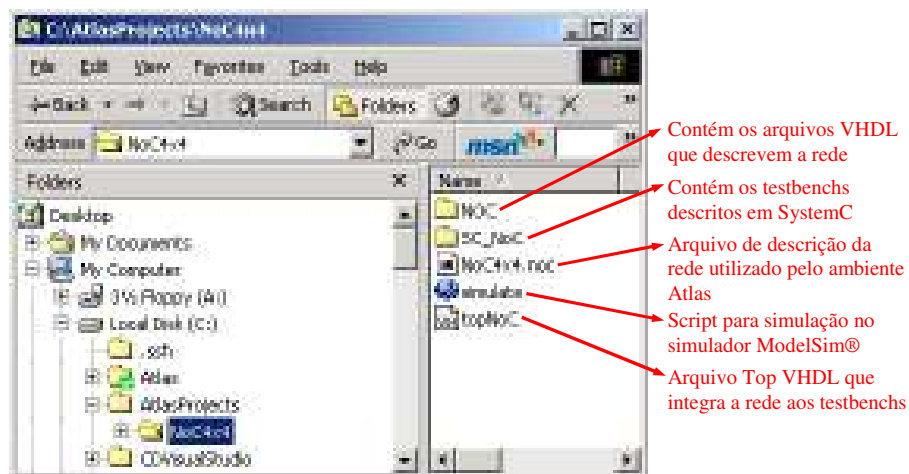 C:\AtlasProjects\NoC4x4
File Edit View Favorites Tools Help
Back Search Folders
Address NoC4x4 Go msn
Folders
Name
Desktop
My Documents
My Computer
3½ Floppy (A:)
Local Disk (C:)
.ssh
Atlas
AtlasProjects
NoC4x4
CDVisualStudio
NOC
SC_NoC
NoC4x4.noc
simulate
topNoC
Contém os arquivos VHDL
que descrevem a rede
Contém os testbenchs
descritos em SystemC
Arquivo de descrição da
rede utilizado pelo ambiente
Atlas
Script para simulação no
simulador ModelSim®
Arquivo Top VHDL que
integra a rede aos testbenchs